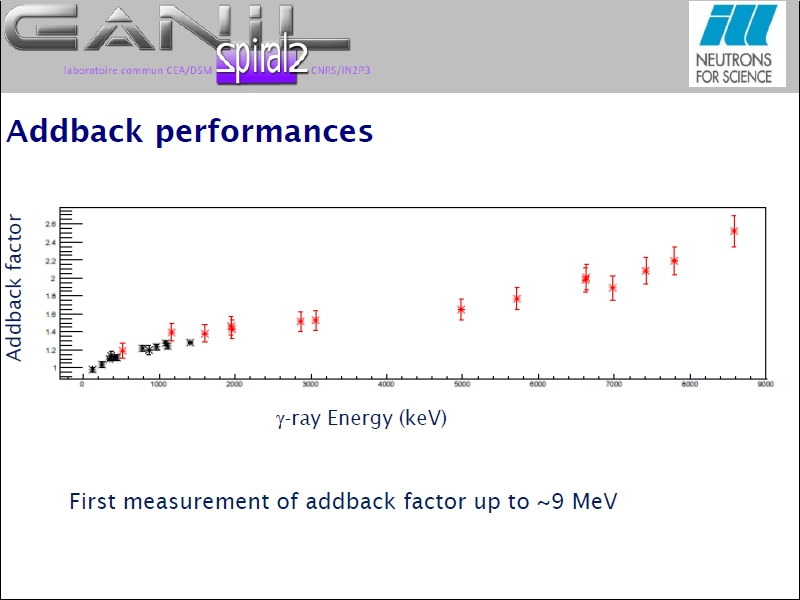 GANIL
spiral2
laboratoire commun CEA/DSM CNRS/IN2P3
ill
NEUTRONS
FOR SCIENCE
Addback performances
Addback factor
2.6
2.4
2.2
2
1.8
1.6
1.4
1.2
1
0 1000 2000 3000 4000 5000 6000 7000 8000 9000
γ-ray Energy (keV)
First measurement of addback factor up to ~9 MeV